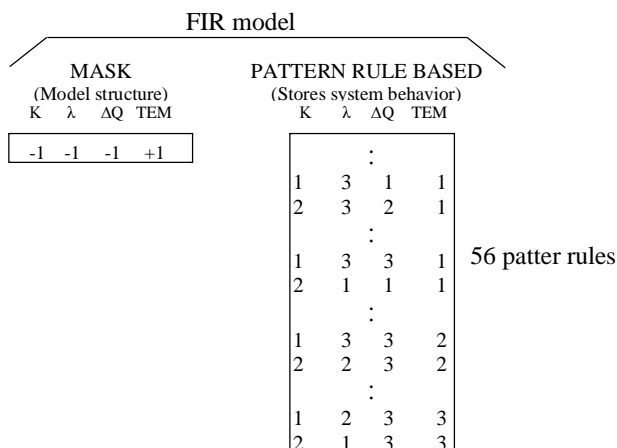 FIR model
MASK
(Model structure)
K λ ΔQ TEM
-1 -1 -1 +1
PATTERN RULE BASED
(Stores system behavior)
K λ ΔQ TEM
:
1 3 1 1
2 3 2 1
:
1 3 3 1
2 1 1 1
:
1 3 3 2
2 2 3 2
:
1 2 3 3
2 1 3 3
56 patter rules